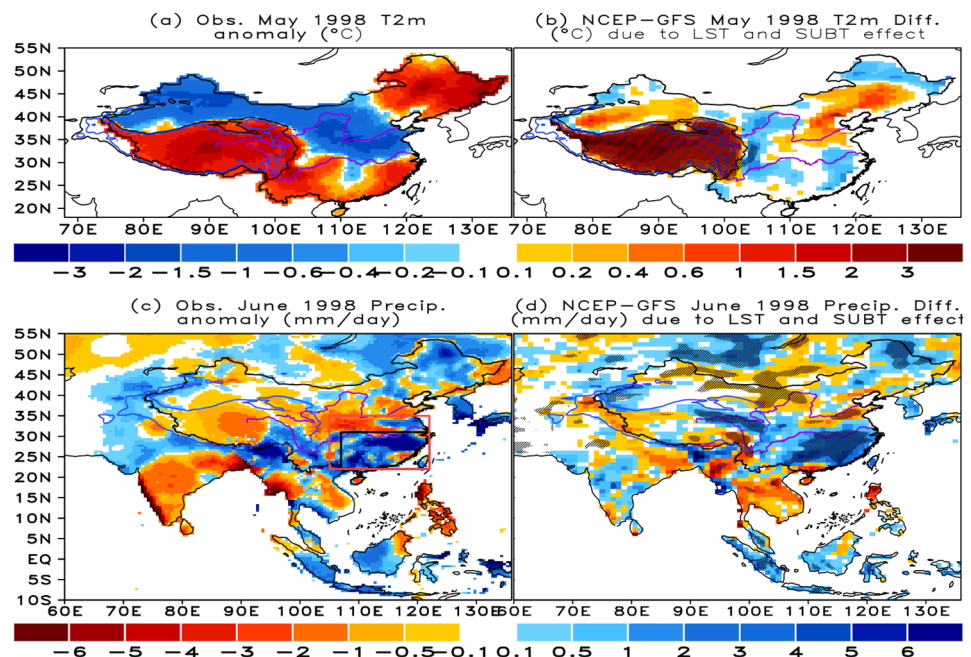 (a) Obs. May 1998 T2m
anomaly (°C)
(b) NCEP-GFS May 1998 T2m Diff.
(°C) due to LST and SUBT effect
55N
50N
45N
40N
35N
30N
25N
20N
70E 80E 90E 100E 110E 120E 130E
70E 80E 90E 100E 110E 120E 130E
-3 -2 -1.5 -1 -0.6 -0.4 -0.2 -0.1 0.1 0.2 0.4 0.6 1 1.5 2 3
(c) Obs. June 1998 Precip.
anomaly (mm/day)
(d) NCEP-GFS June 1998 Precip. Diff.
(mm/day) due to LST and SUBT effect
55N
50N
45N
40N
35N
30N
25N
20N
15N
10N
5N
EQ
5S
10S
60E 70E 80E 90E 100E 110E 120E 130E
70E 80E 90E 100E 110E 120E 130E
-6 -5 -4 -3 -2 -1 -0.5 -0.1 0.1 0.5 1 2 3 4 5 6